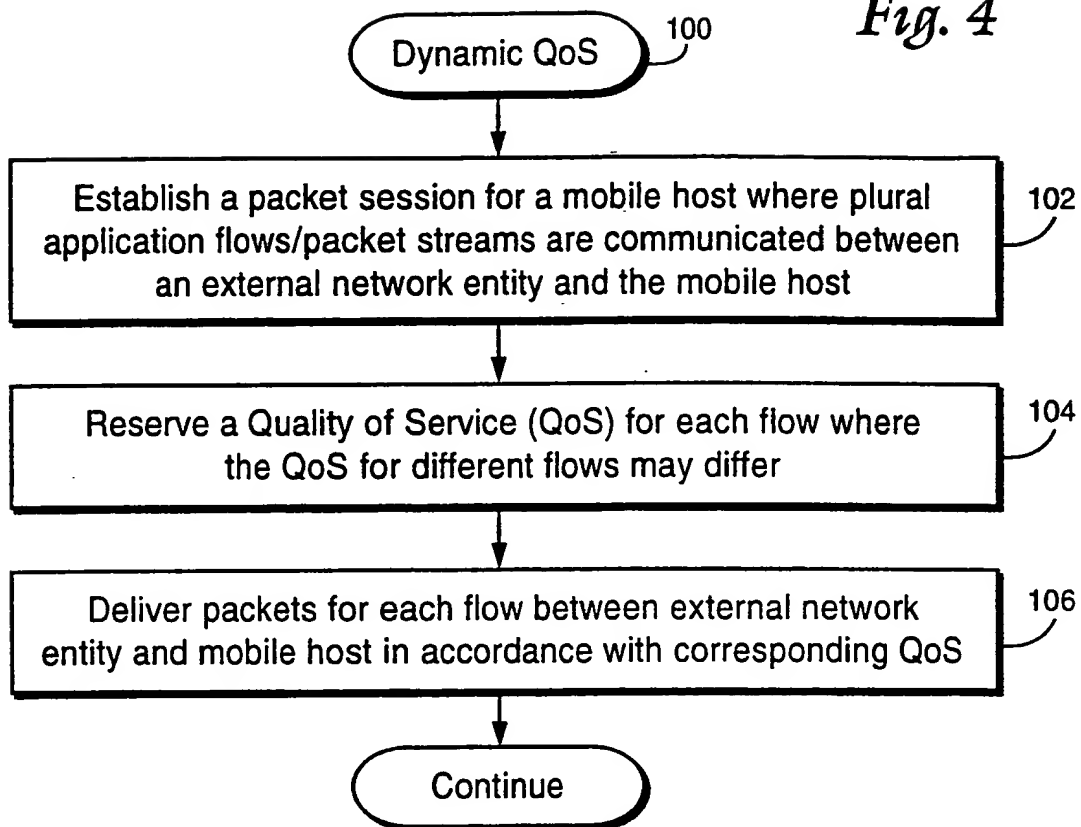 Fig. 4
Dynamic QoS
100
Establish a packet session for a mobile host where plural
application flows/packet streams are communicated between
an external network entity and the mobile host
102
Reserve a Quality of Service (QoS) for each flow where
the QoS for different flows may differ
104
Deliver packets for each flow between external network
entity and mobile host in accordance with corresponding QoS
106
Continue